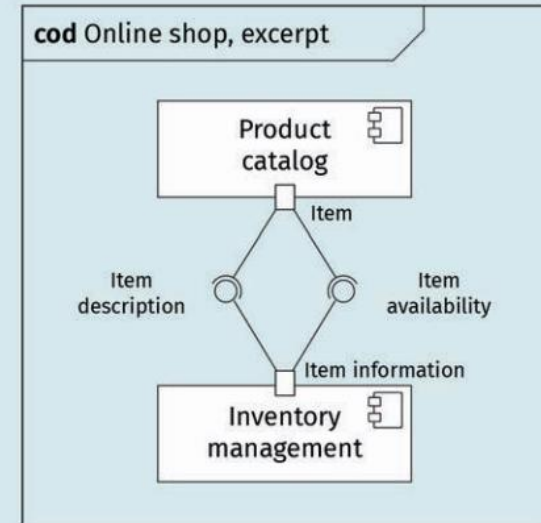 cod Online shop, excerpt
Product
catalog
Item
Item
description
Item
availability
Item information
Inventory
management